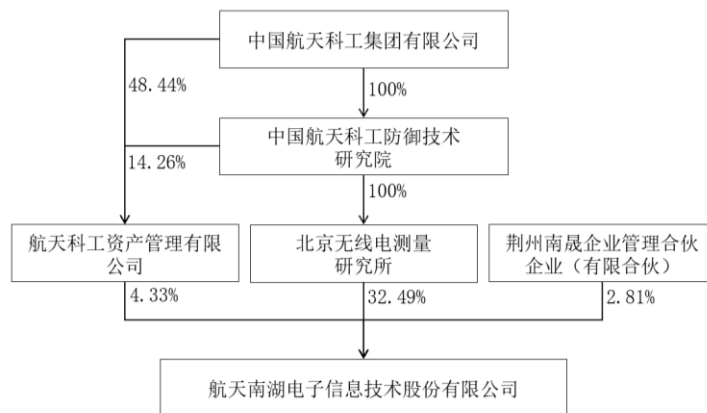 中国航天科工集团有限公司
48.44%
100%
中国航天科工防御技术
研究院
14.26%
100%
航天科工资产管理有限
公司
北京无线电测量
研究所
荆州南晟企业管理合伙
企业（有限合伙）
4.33%
32.49%
2.81%
航天南湖电子信息技术股份有限公司